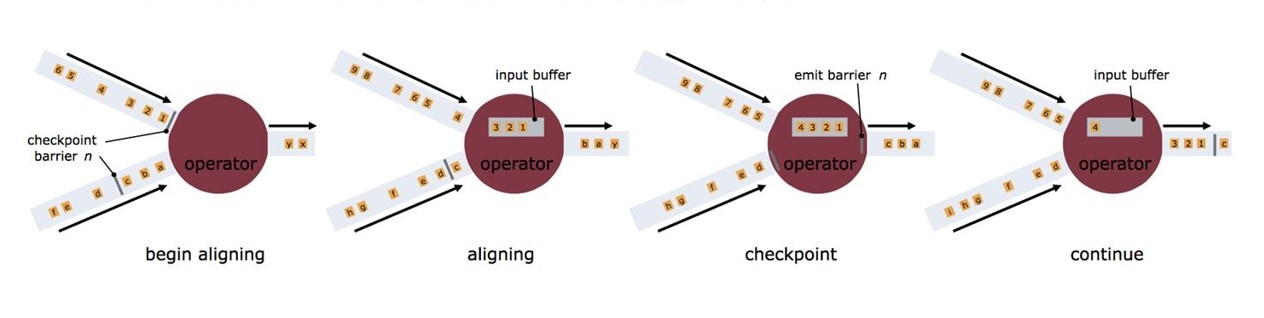 6 5 4 3 2 1
checkpoint
barrier n
operator
y x
f e d c b a
begin aligning
9 8 7 6 5 4
input buffer
3 2 1
operator
b a y
h g f e d c
aligning
9 8 7 6 5
emit barrier n
4 3 2 1
operator
c b a
h g f e d
checkpoint
9 8 7 6 5
input buffer
4
operator
3 2 1 c
i h g f e d
continue